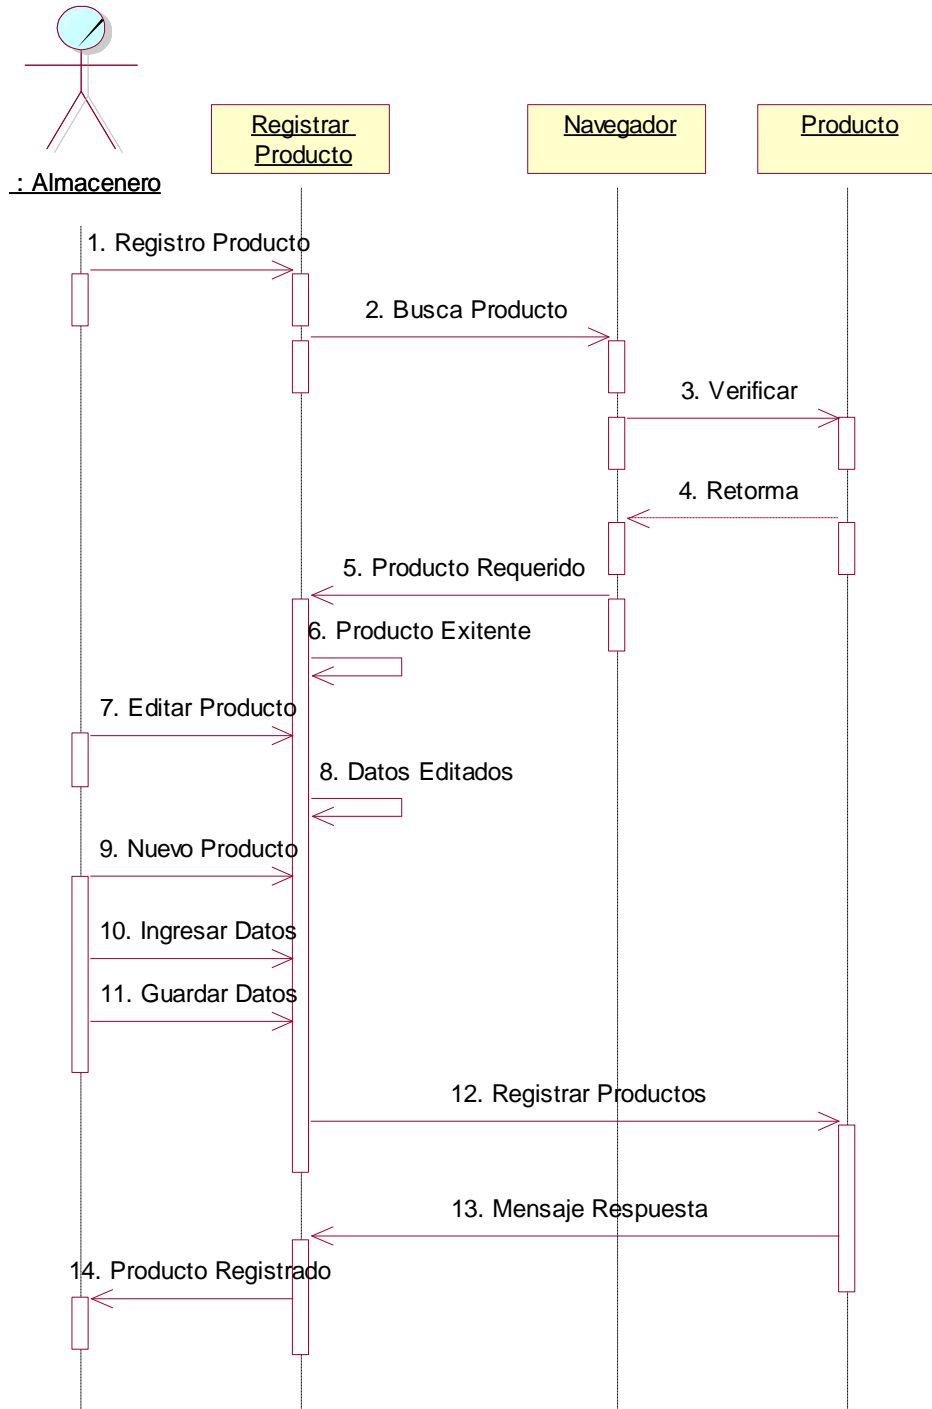 Registrar
Producto
Navegador
Producto
: Almacenero
1. Registro Producto
2. Busca Producto
3. Verificar
4. Retorma
5. Producto Requerido
6. Producto Exitente
7. Editar Producto
8. Datos Editados
9. Nuevo Producto
10. Ingresar Datos
11. Guardar Datos
12. Registrar Productos
13. Mensaje Respuesta
14. Producto Registrado